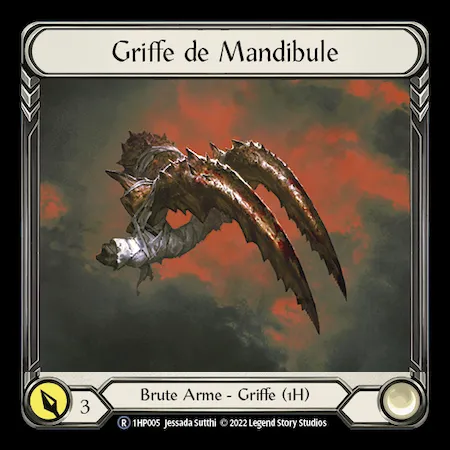 Griffe de Mandibule
3
Brute Arme - Griffe (1H)
R 1HP005 Jessada Sutthi © 2022 Legend Story Studios